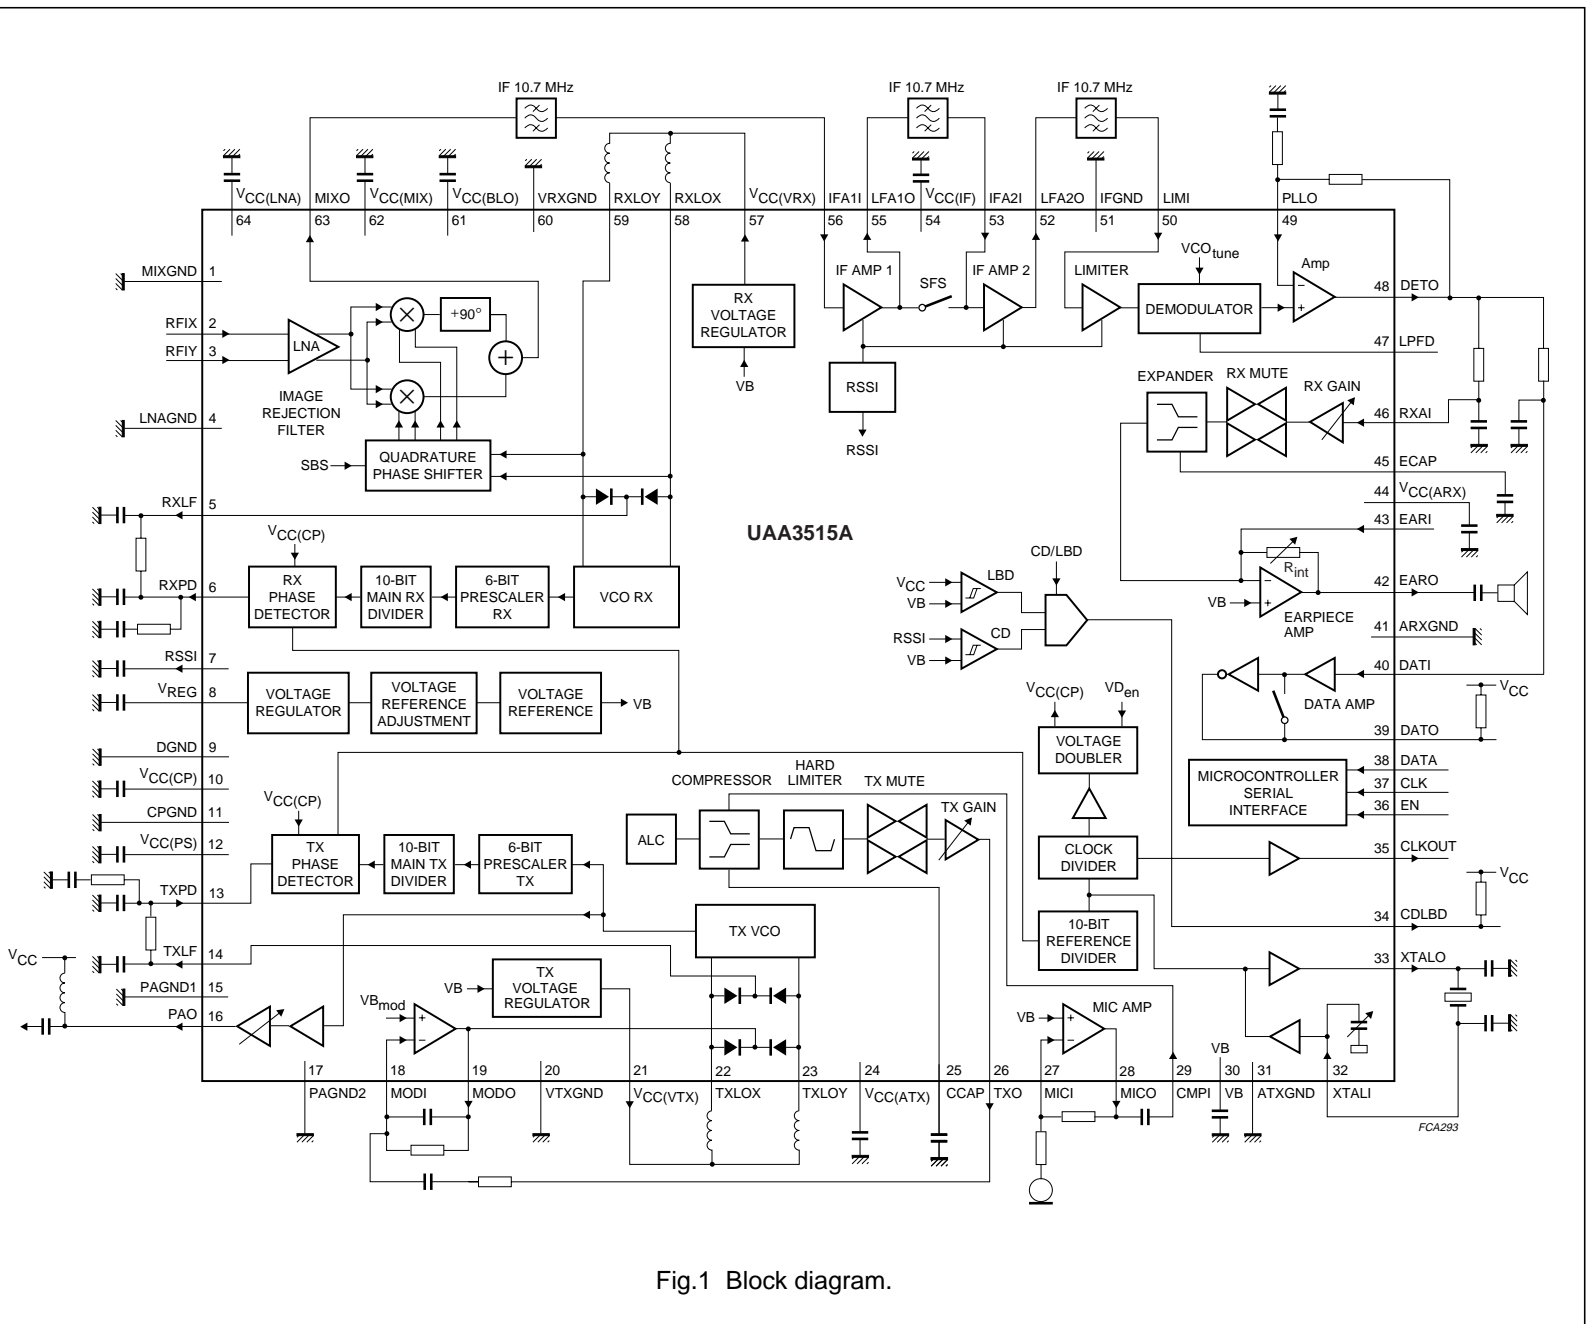 IF 10.7 MHz
IF 10.7 MHz
IF 10.7 MHz
VCC(LNA)
MIXO
VCC(MIX)
VCC(BLO)
VRXGND
RXLOY
RXLOX
VCC(VRX)
IFA1I
LFA1O
VCC(IF)
IFA2I
LFA2O
IFGND
LIMI
PLLO
64
63
62
61
60
59
58
57
56
55
54
53
52
51
50
49
MIXGND
1
RFIX
2
RFIY
3
LNAGND
4
LNA
+90°
IMAGE
REJECTION
FILTER
SBS
QUADRATURE
PHASE SHIFTER
RX
VOLTAGE
REGULATOR
VB
IF AMP 1
SFS
IF AMP 2
LIMITER
VCOtune
DEMODULATOR
Amp
RSSI
RSSI
48
DETO
47
LPFD
EXPANDER
RX MUTE
RX GAIN
46
RXAI
45
ECAP
44
VCC(ARX)
43
EARI
RXLF
5
VCC(CP)
RXPD
6
RX
PHASE
DETECTOR
10-BIT
MAIN RX
DIVIDER
6-BIT
PRESCALER
RX
VCO RX
UAA3515A
CD/LBD
VCC
VB
LBD
RSSI
VB
CD
Rint
VB
EARPIECE
AMP
42
EARO
41
ARXGND
RSSI
7
VREG
8
VOLTAGE
REGULATOR
VOLTAGE
REFERENCE
ADJUSTMENT
VOLTAGE
REFERENCE
VB
40
DATI
DATA AMP
VCC
39
DATO
DGND
9
VCC(CP)
10
CPGND
11
VCC(PS)
12
VCC(CP)
VDen
VOLTAGE
DOUBLER
MICROCONTROLLER
SERIAL
INTERFACE
38
DATA
37
CLK
36
EN
VCC(CP)
TX
PHASE
DETECTOR
10-BIT
MAIN TX
DIVIDER
6-BIT
PRESCALER
TX
ALC
COMPRESSOR
HARD
LIMITER
TX MUTE
TX GAIN
CLOCK
DIVIDER
35
CLKOUT
VCC
TXPD
13
TX VCO
10-BIT
REFERENCE
DIVIDER
34
CDLBD
VCC
TXLF
14
33
XTALO
PAGND1
15
PAO
16
VB
TX
VOLTAGE
REGULATOR
VBmod
VB
MIC AMP
VB
17
18
19
20
21
22
23
24
25
26
27
28
29
30
31
32
PAGND2
MODI
MODO
VTXGND
VCC(VTX)
TXLOX
TXLOY
VCC(ATX)
CCAP
TXO
MICI
MICO
CMPI
VB
ATXGND
XTALI
FCA293
Fig.1 Block diagram.